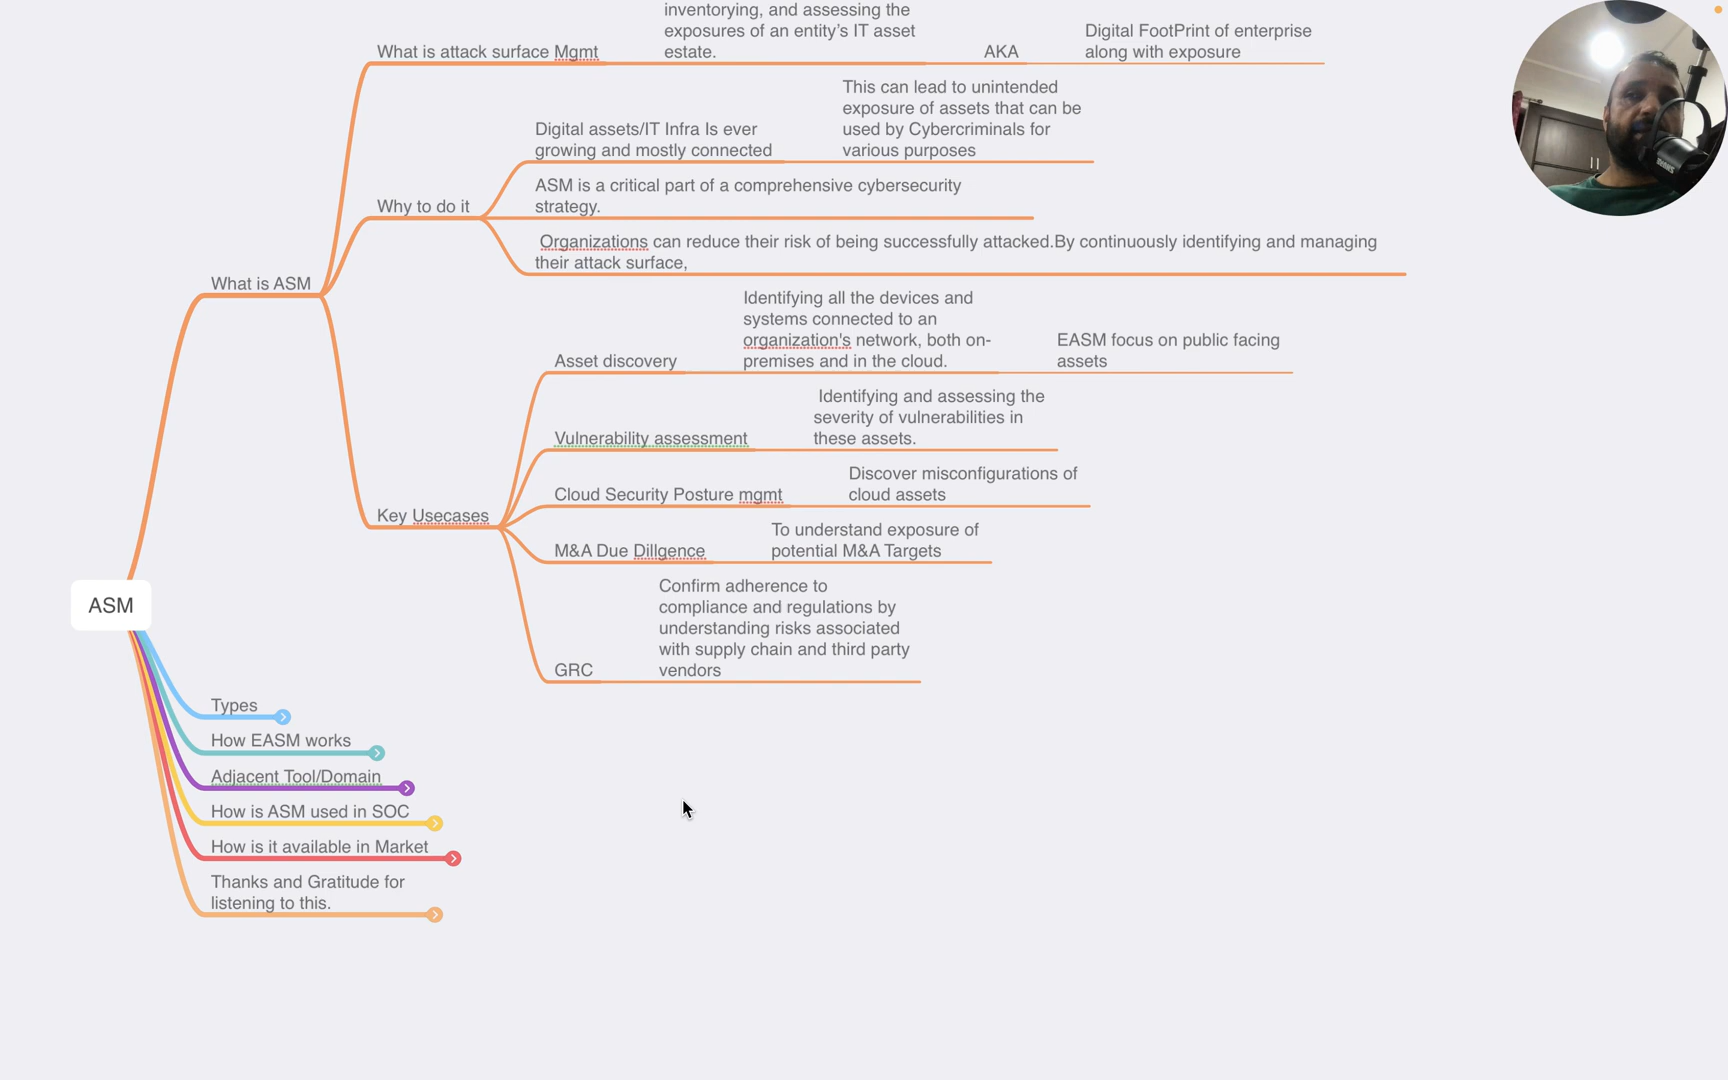 inventorying, and assessing the
exposures of an entity’s IT asset
estate.
What is attack surface Mgmt
AKA
Digital FootPrint of enterprise
along with exposure
This can lead to unintended
exposure of assets that can be
used by Cybercriminals for
various purposes
Digital assets/IT Infra Is ever
growing and mostly connected
ASM is a critical part of a comprehensive cybersecurity
strategy.
Why to do it
Organizations can reduce their risk of being successfully attacked.By continuously identifying and managing
their attack surface,
What is ASM
Identifying all the devices and
systems connected to an
organization's network, both on-
premises and in the cloud.
Asset discovery
EASM focus on public facing
assets
Identifying and assessing the
severity of vulnerabilities in
these assets.
Vulnerability assessment
Discover misconfigurations of
cloud assets
Cloud Security Posture mgmt
Key Usecases
To understand exposure of
potential M&A Targets
M&A Due Dillgence
Confirm adherence to
compliance and regulations by
understanding risks associated
with supply chain and third party
vendors
GRC
ASM
Types
How EASM works
Adjacent Tool/Domain
How is ASM used in SOC
How is it available in Market
Thanks and Gratitude for
listening to this.